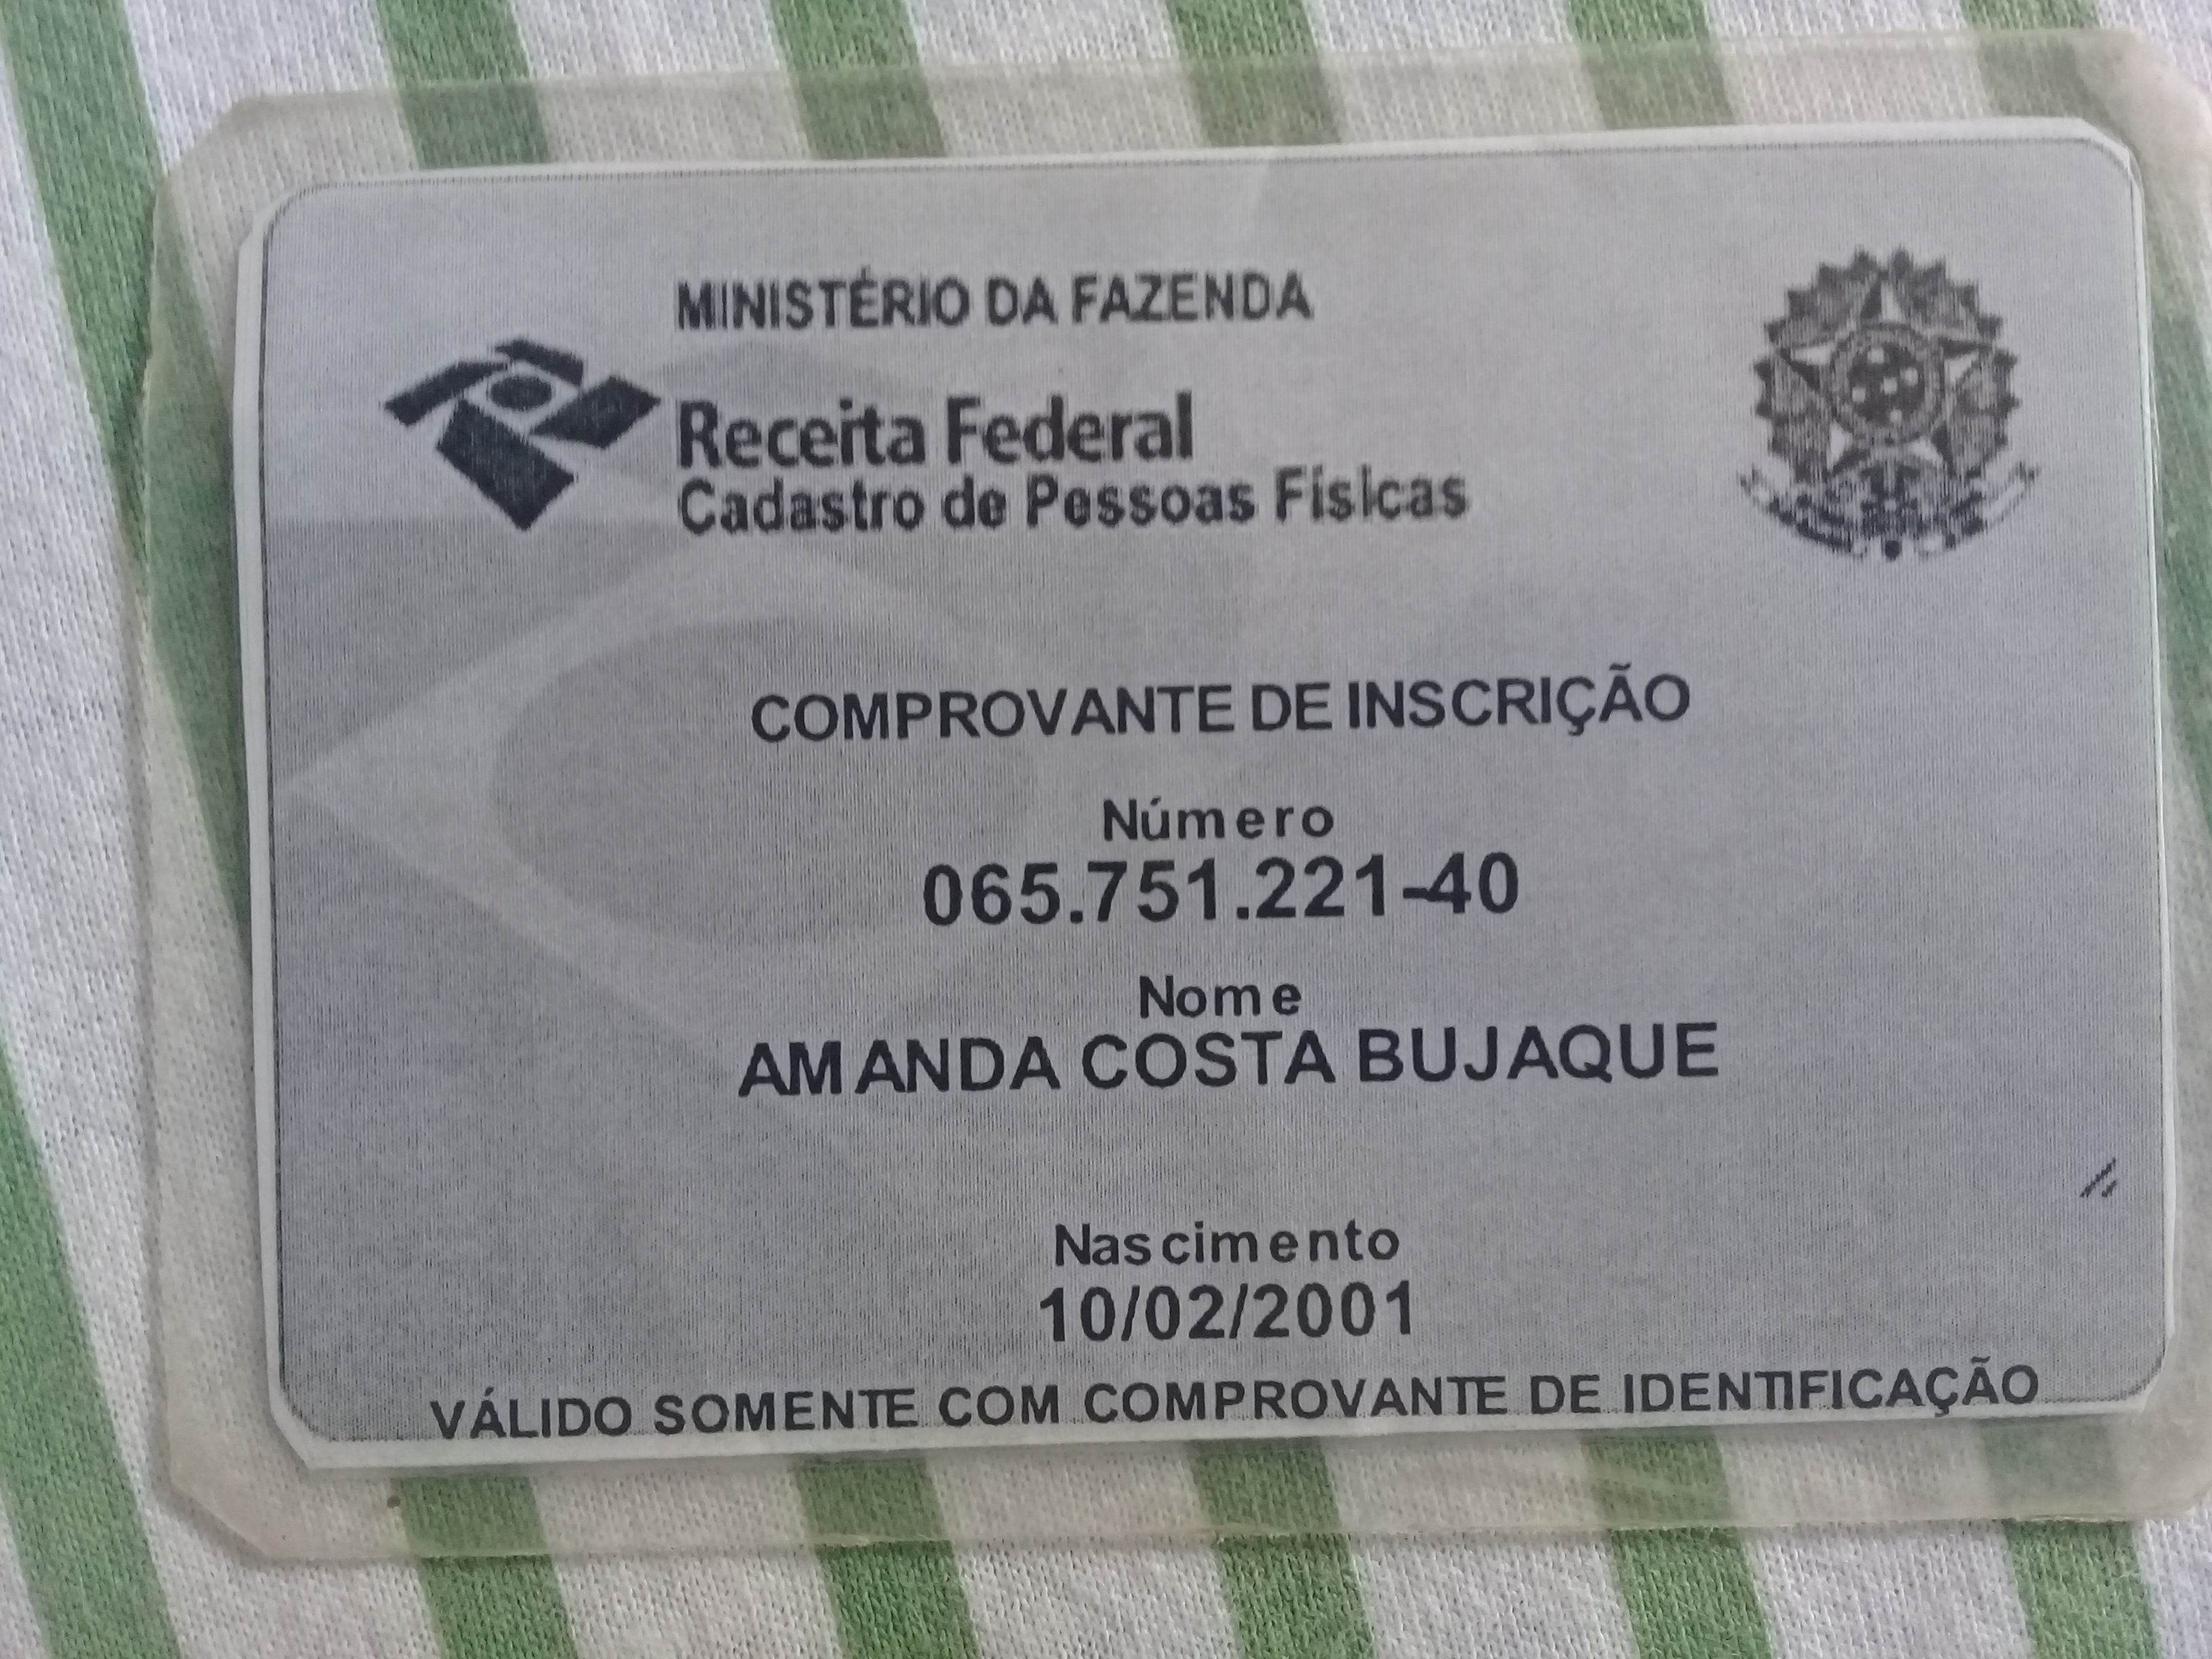 MINISTÉRIO DA FAZENDA
Receita Federal
Cadastro de Pessoas Físicas
COMPROVANTE DE INSCRIÇÃO
Número
065.751.221-40
Nome
AMANDA COSTA BUJAQUE
Nascimento
10/02/2001
VÁLIDO SOMENTE COM COMPROVANTE DE IDENTIFICAÇÃO